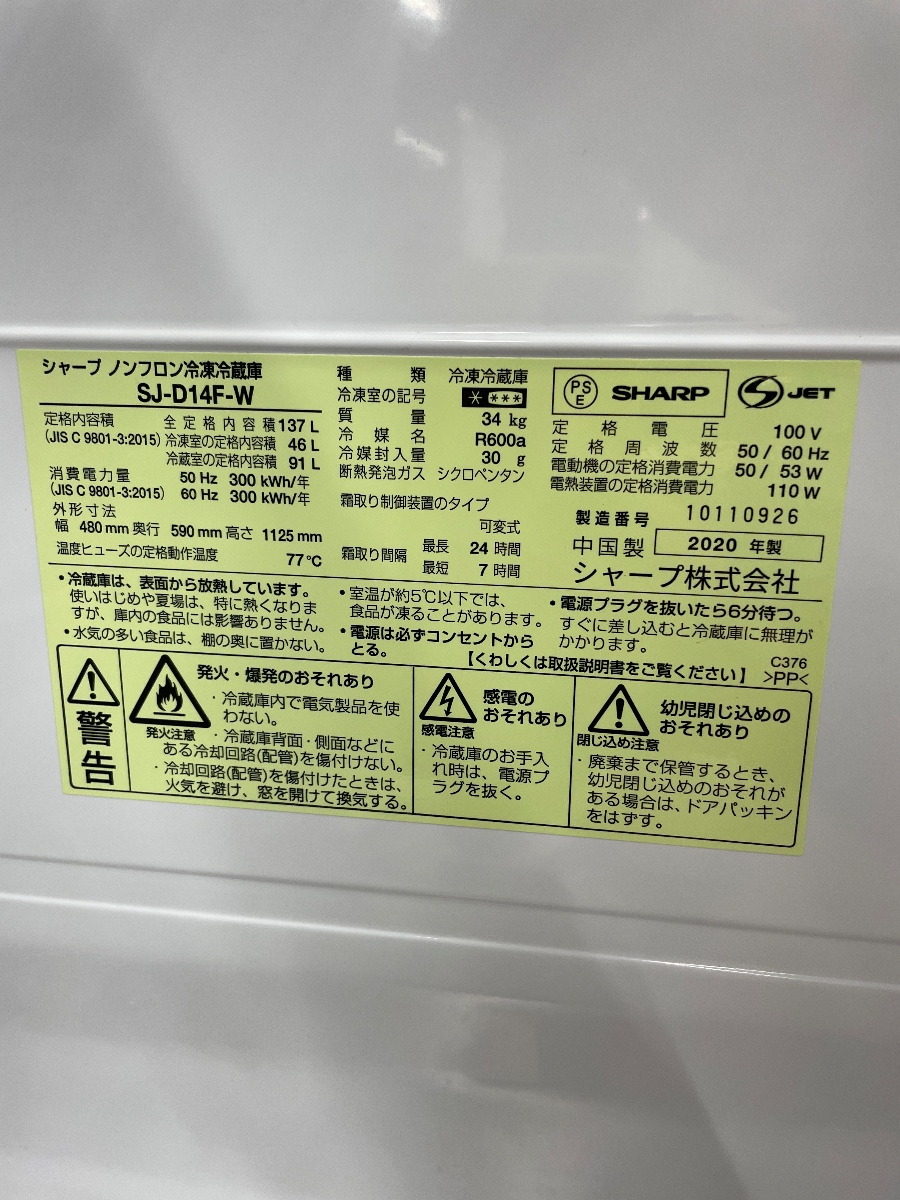 シャープ ノンフロン冷凍冷蔵庫
SJ-D14F-W
定格内容積
(JIS C 9801-3:2015)
全定格内容積 137 L
冷凍室の定格内容積 46 L
冷蔵室の定格内容積 91 L
消費電力量
(JIS C 9801-3:2015)
50 Hz 300 kWh/年
60 Hz 300 kWh/年
外形寸法
幅 480 mm 奥行 590 mm 高さ 1125 mm
温度ヒューズの定格動作温度 77℃
種類 冷凍冷蔵庫
冷凍室の記号 * ***
質量 34 kg
冷媒名 R600a
冷媒封入量 30 g
断熱発泡ガス シクロペンタン
霜取り制御装置のタイプ
可変式
霜取り間隔
最長 24 時間
最短 7 時間
PS
E
SHARP
JET
定格電圧 100 V
定格周波数 50 / 60 Hz
電動機の定格消費電力 50 / 53 W
電熱装置の定格消費電力 110 W
製造番号 10110926
中国製 2020 年製
シャープ株式会社
・冷蔵庫は、表面から放熱しています。
使いはじめや夏場は、特に熱くなりま
すが、庫内の食品には影響ありません。
・水気の多い食品は、棚の奥に置かない。
・室温が約5℃以下では、
食品が凍ることがあります。
・電源は必ずコンセントから
とる。
・電源プラグを抜いたら6分待つ。
すぐに差し込むと冷蔵庫に無理が
かかります。
【くわしくは取扱説明書をご覧ください】
C376
>PP<
警告
発火注意
発火・爆発のおそれあり
・冷蔵庫内で電気製品を使
わない。
・冷蔵庫背面・側面などに
ある冷却回路(配管)を傷付けない。
・冷却回路(配管)を傷付けたときは、
火気を避け、窓を開けて換気する。
感電注意
感電の
おそれあり
・冷蔵庫のお手入
れ時は、電源プ
ラグを抜く。
閉じ込め注意
幼児閉じ込めの
おそれあり
・廃棄まで保管するとき、
幼児閉じ込めのおそれが
ある場合は、ドアパッキン
をはずす。